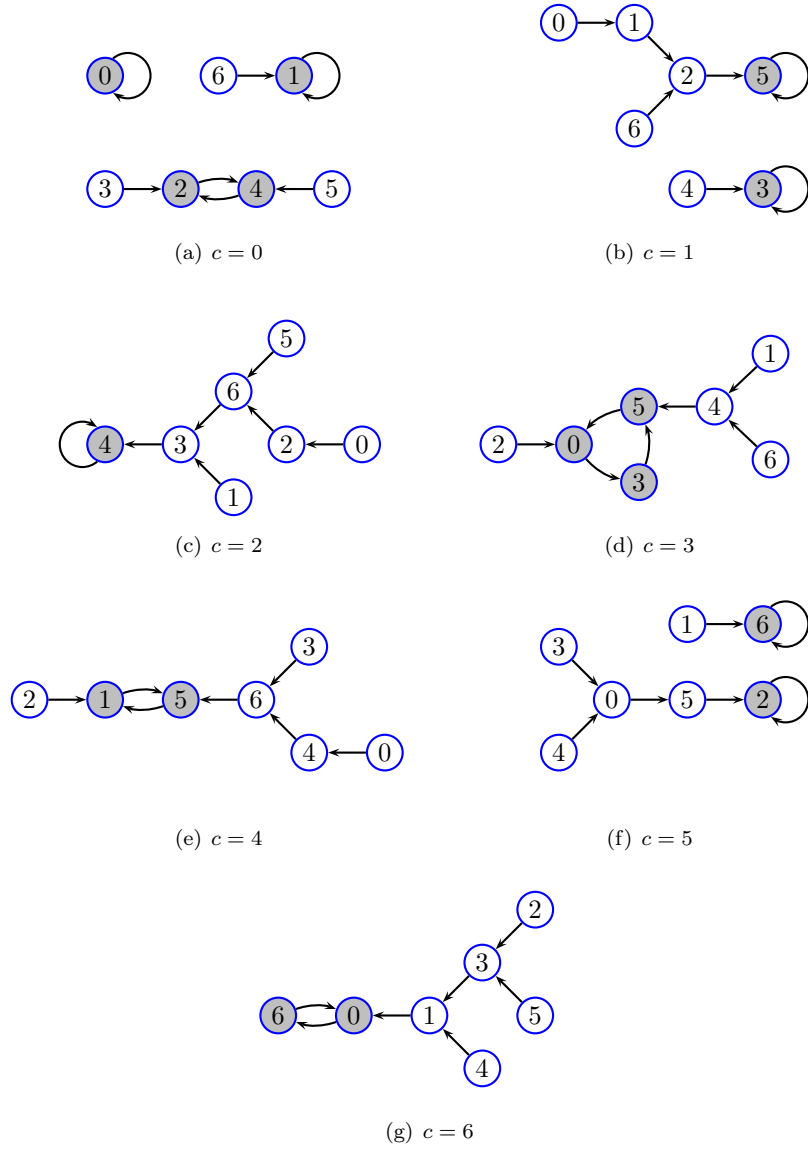 0 6 1 0 1
2 5
6
3 2 4 5
4 3
(a) c = 0
(b) c = 1
5
6
4 3 2 0
1
1
5 4
2 0
6
3
(c) c = 2
(d) c = 3
3
2 1 5 6
4 0
1 6
3
0 5 2
4
(e) c = 4
(f) c = 5
2
3
6 0 1 5
4
(g) c = 6